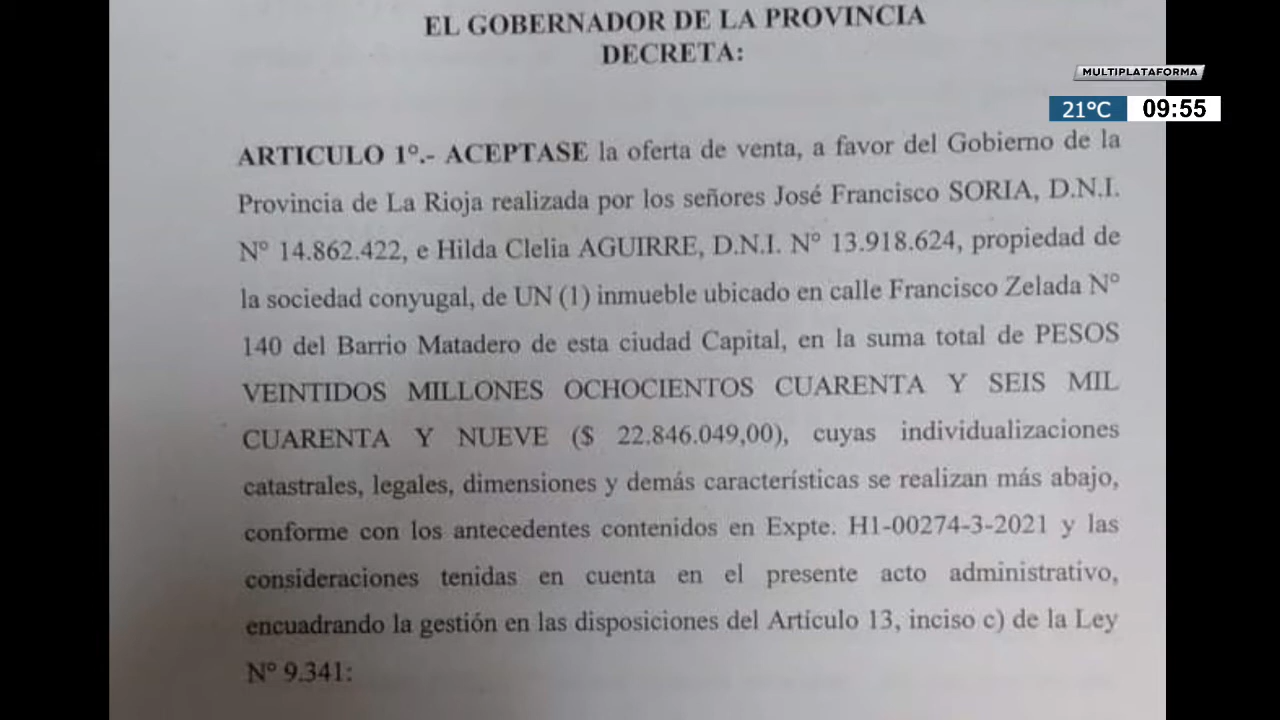 EL GOBERNADOR DE LA PROVINCIA
DECRETA:
MULTIPLATAFORMA
21°C 09:55
ARTICULO 1°.- ACEPTASE la oferta de venta, a favor del Gobierno de la
Provincia de La Rioja realizada por los señores José Francisco SORIA, D.N.I.
N° 14.862.422, e Hilda Clelia AGUIRRE, D.N.I. N° 13.918.624, propiedad de
la sociedad conyugal, de UN (1) inmueble ubicado en calle Francisco Zelada N°
140 del Barrio Matadero de esta ciudad Capital, en la suma total de PESOS
VEINTIDOS MILLONES OCHOCIENTOS CUARENTA Y SEIS MIL
CUARENTA Y NUEVE ($ 22.846.049,00), cuyas individualizaciones
catastrales, legales, dimensiones y demás características se realizan más abajo,
conforme con los antecedentes contenidos en Expte. H1-00274-3-2021 y las
consideraciones tenidas en cuenta en el presente acto administrativo,
encuadrando la gestión en las disposiciones del Artículo 13, inciso c) de la Ley
N° 9.341: